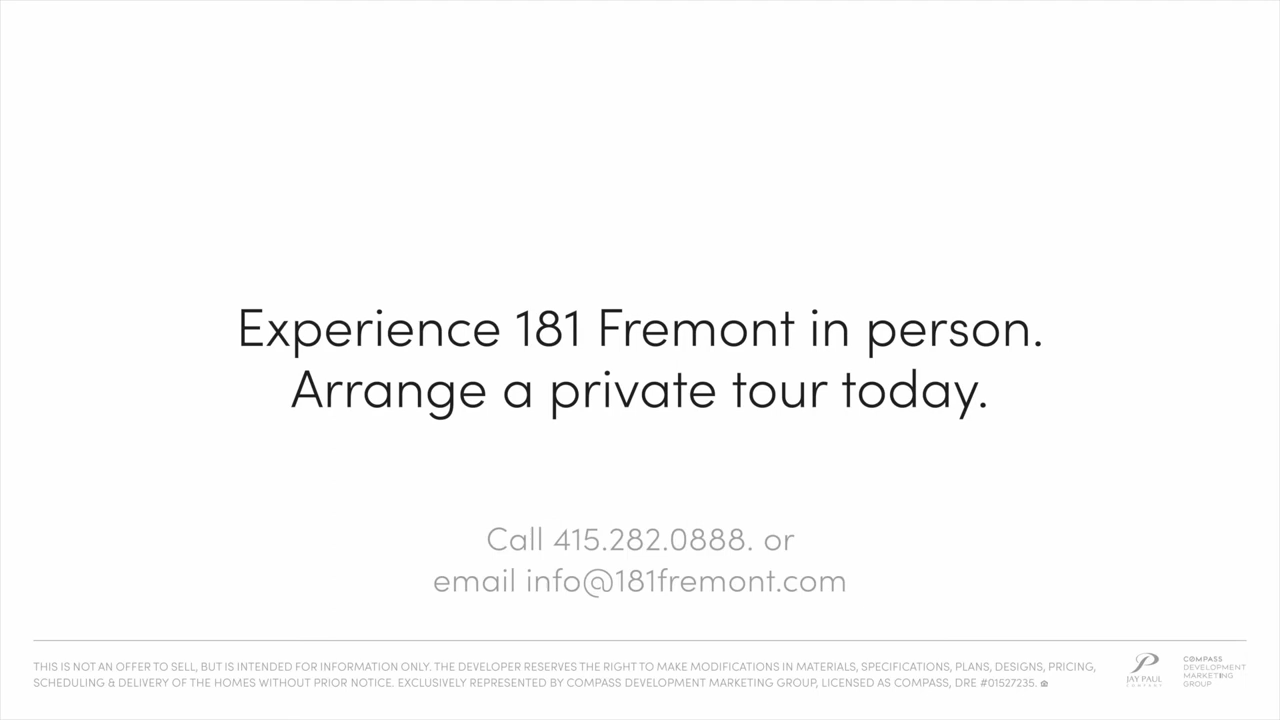 Experience 181 Fremont in person.
Arrange a private tour today.
Call 415.282.0888. or
email info@181fremont.com
THIS IS NOT AN OFFER TO SELL, BUT IS INTENDED FOR INFORMATION ONLY. THE DEVELOPER RESERVES THE RIGHT TO MAKE MODIFICATIONS IN MATERIALS, SPECIFICATIONS, PLANS, DESIGNS, PRICING,
SCHEDULING & DELIVERY OF THE HOMES WITHOUT PRIOR NOTICE. EXCLUSIVELY REPRESENTED BY COMPASS DEVELOPMENT MARKETING GROUP, LICENSED AS COMPASS, DRE #01527235.
JAY PAUL
COMPANY
COMPASS
DEVELOPMENT
MARKETING
GROUP